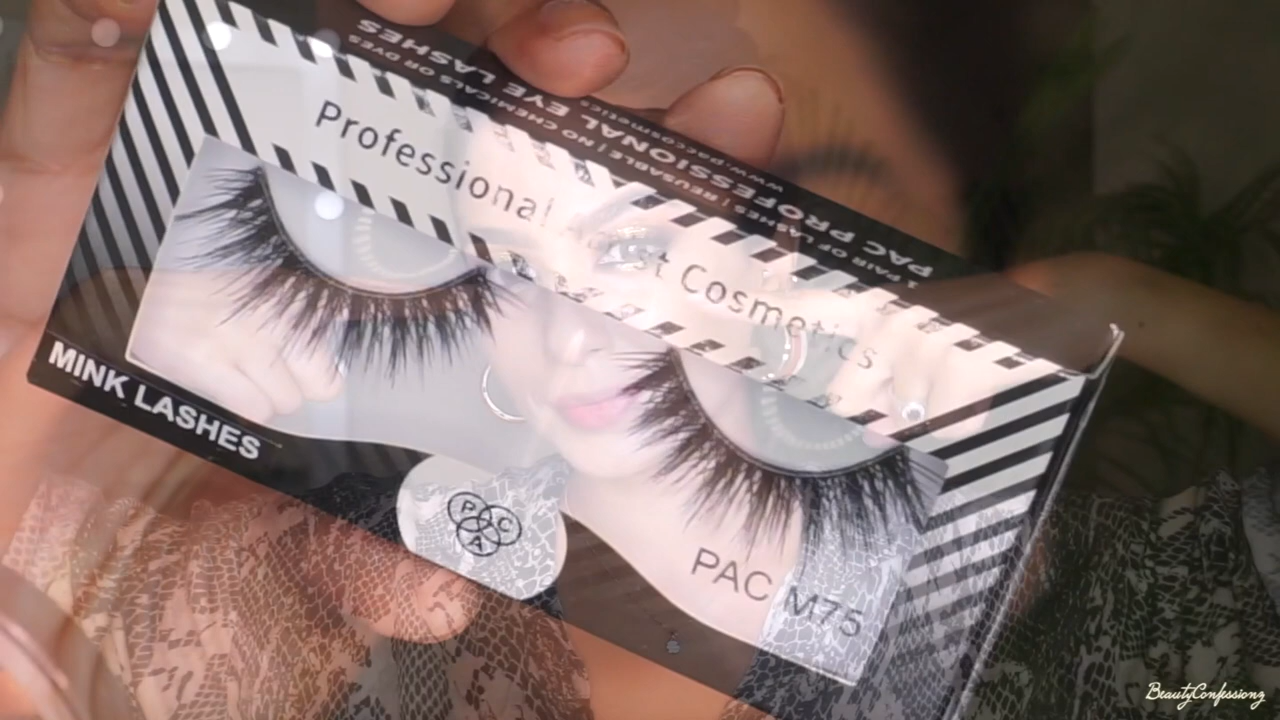 1 PAIR OF LASHES | REUSABLE | NO CHEMICALS OR DYES
PAC PROFESSIONAL EYE LASHES
www.paccosmetics
Professional
st Cosmetics
MINK LASHES
P C A
PAC M75
BeautyConfessionz